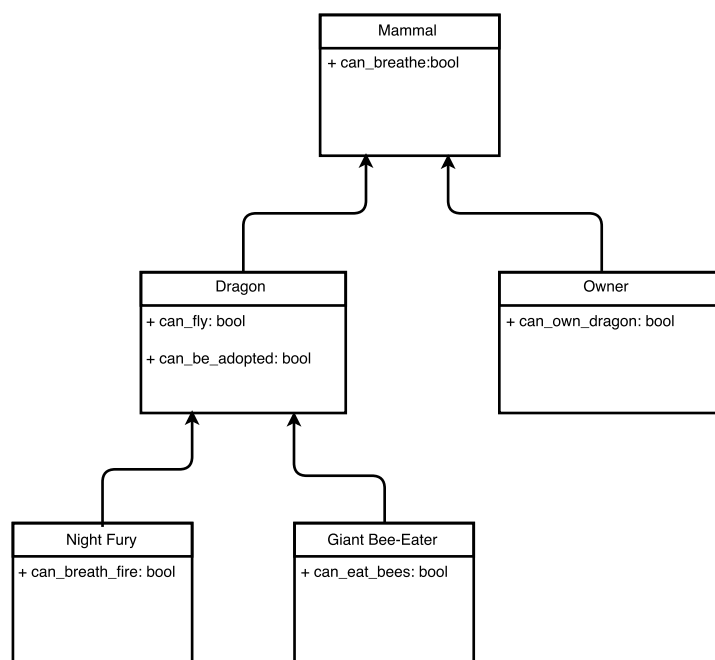 Mammal
+ can_breathe:bool
Dragon
+ can_fly: bool
+ can_be_adopted: bool
Owner
+ can_own_dragon: bool
Night Fury
+ can_breath_fire: bool
Giant Bee-Eater
+ can_eat_bees: bool